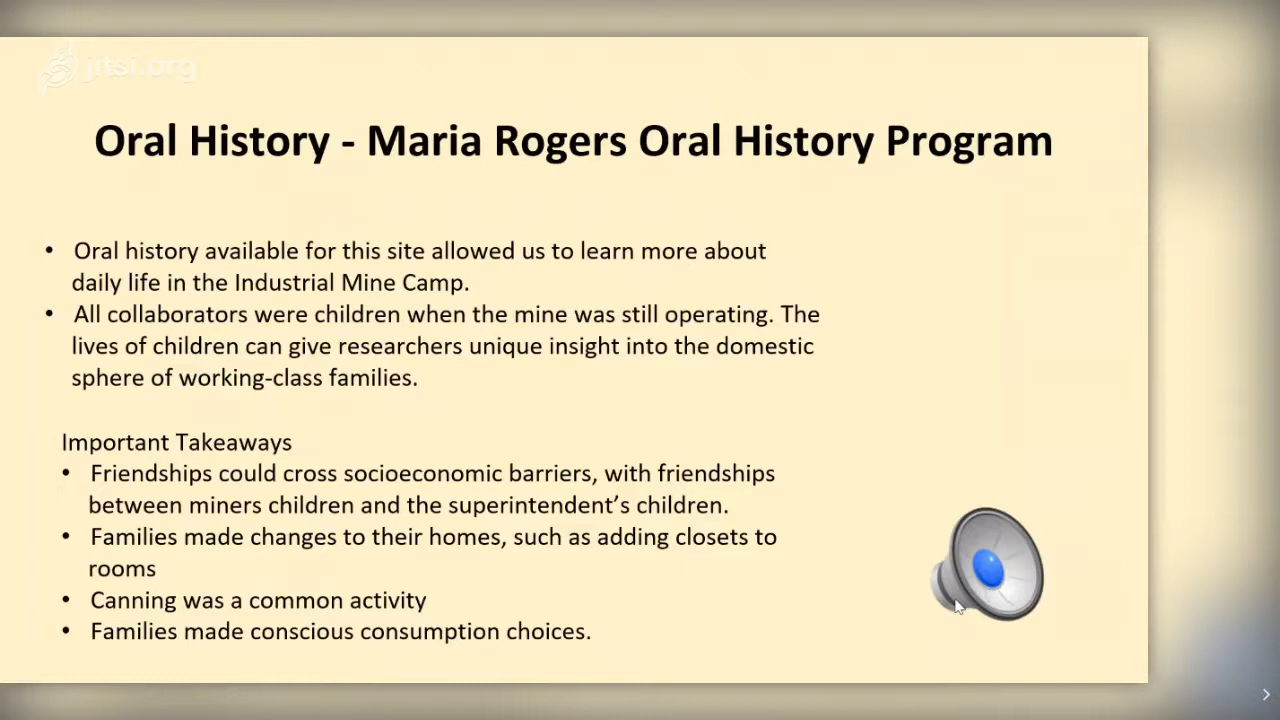 jitsi.org
Oral History - Maria Rogers Oral History Program
• Oral history available for this site allowed us to learn more about
daily life in the Industrial Mine Camp.
• All collaborators were children when the mine was still operating. The
lives of children can give researchers unique insight into the domestic
sphere of working-class families.
Important Takeaways
• Friendships could cross socioeconomic barriers, with friendships
between miners children and the superintendent’s children.
• Families made changes to their homes, such as adding closets to
rooms
• Canning was a common activity
• Families made conscious consumption choices.